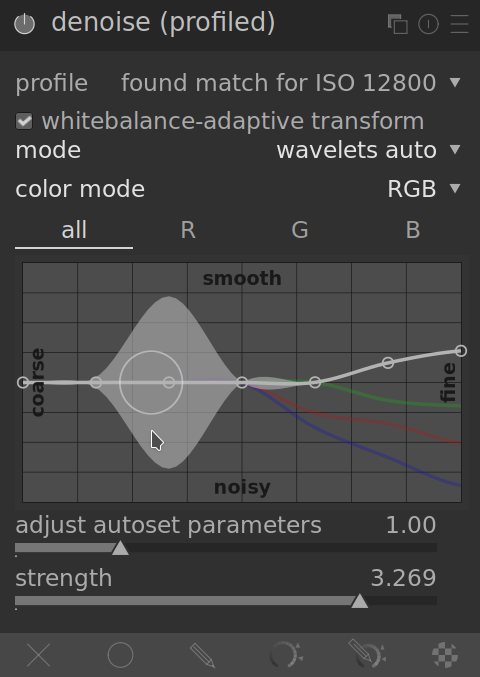 denoise (profiled)
profile found match for ISO 12800
whitebalance-adaptive transform
mode wavelets auto
color mode RGB
all R G B
smooth
coarse
fine
noisy
adjust autoset parameters 1.00
strength 3.269